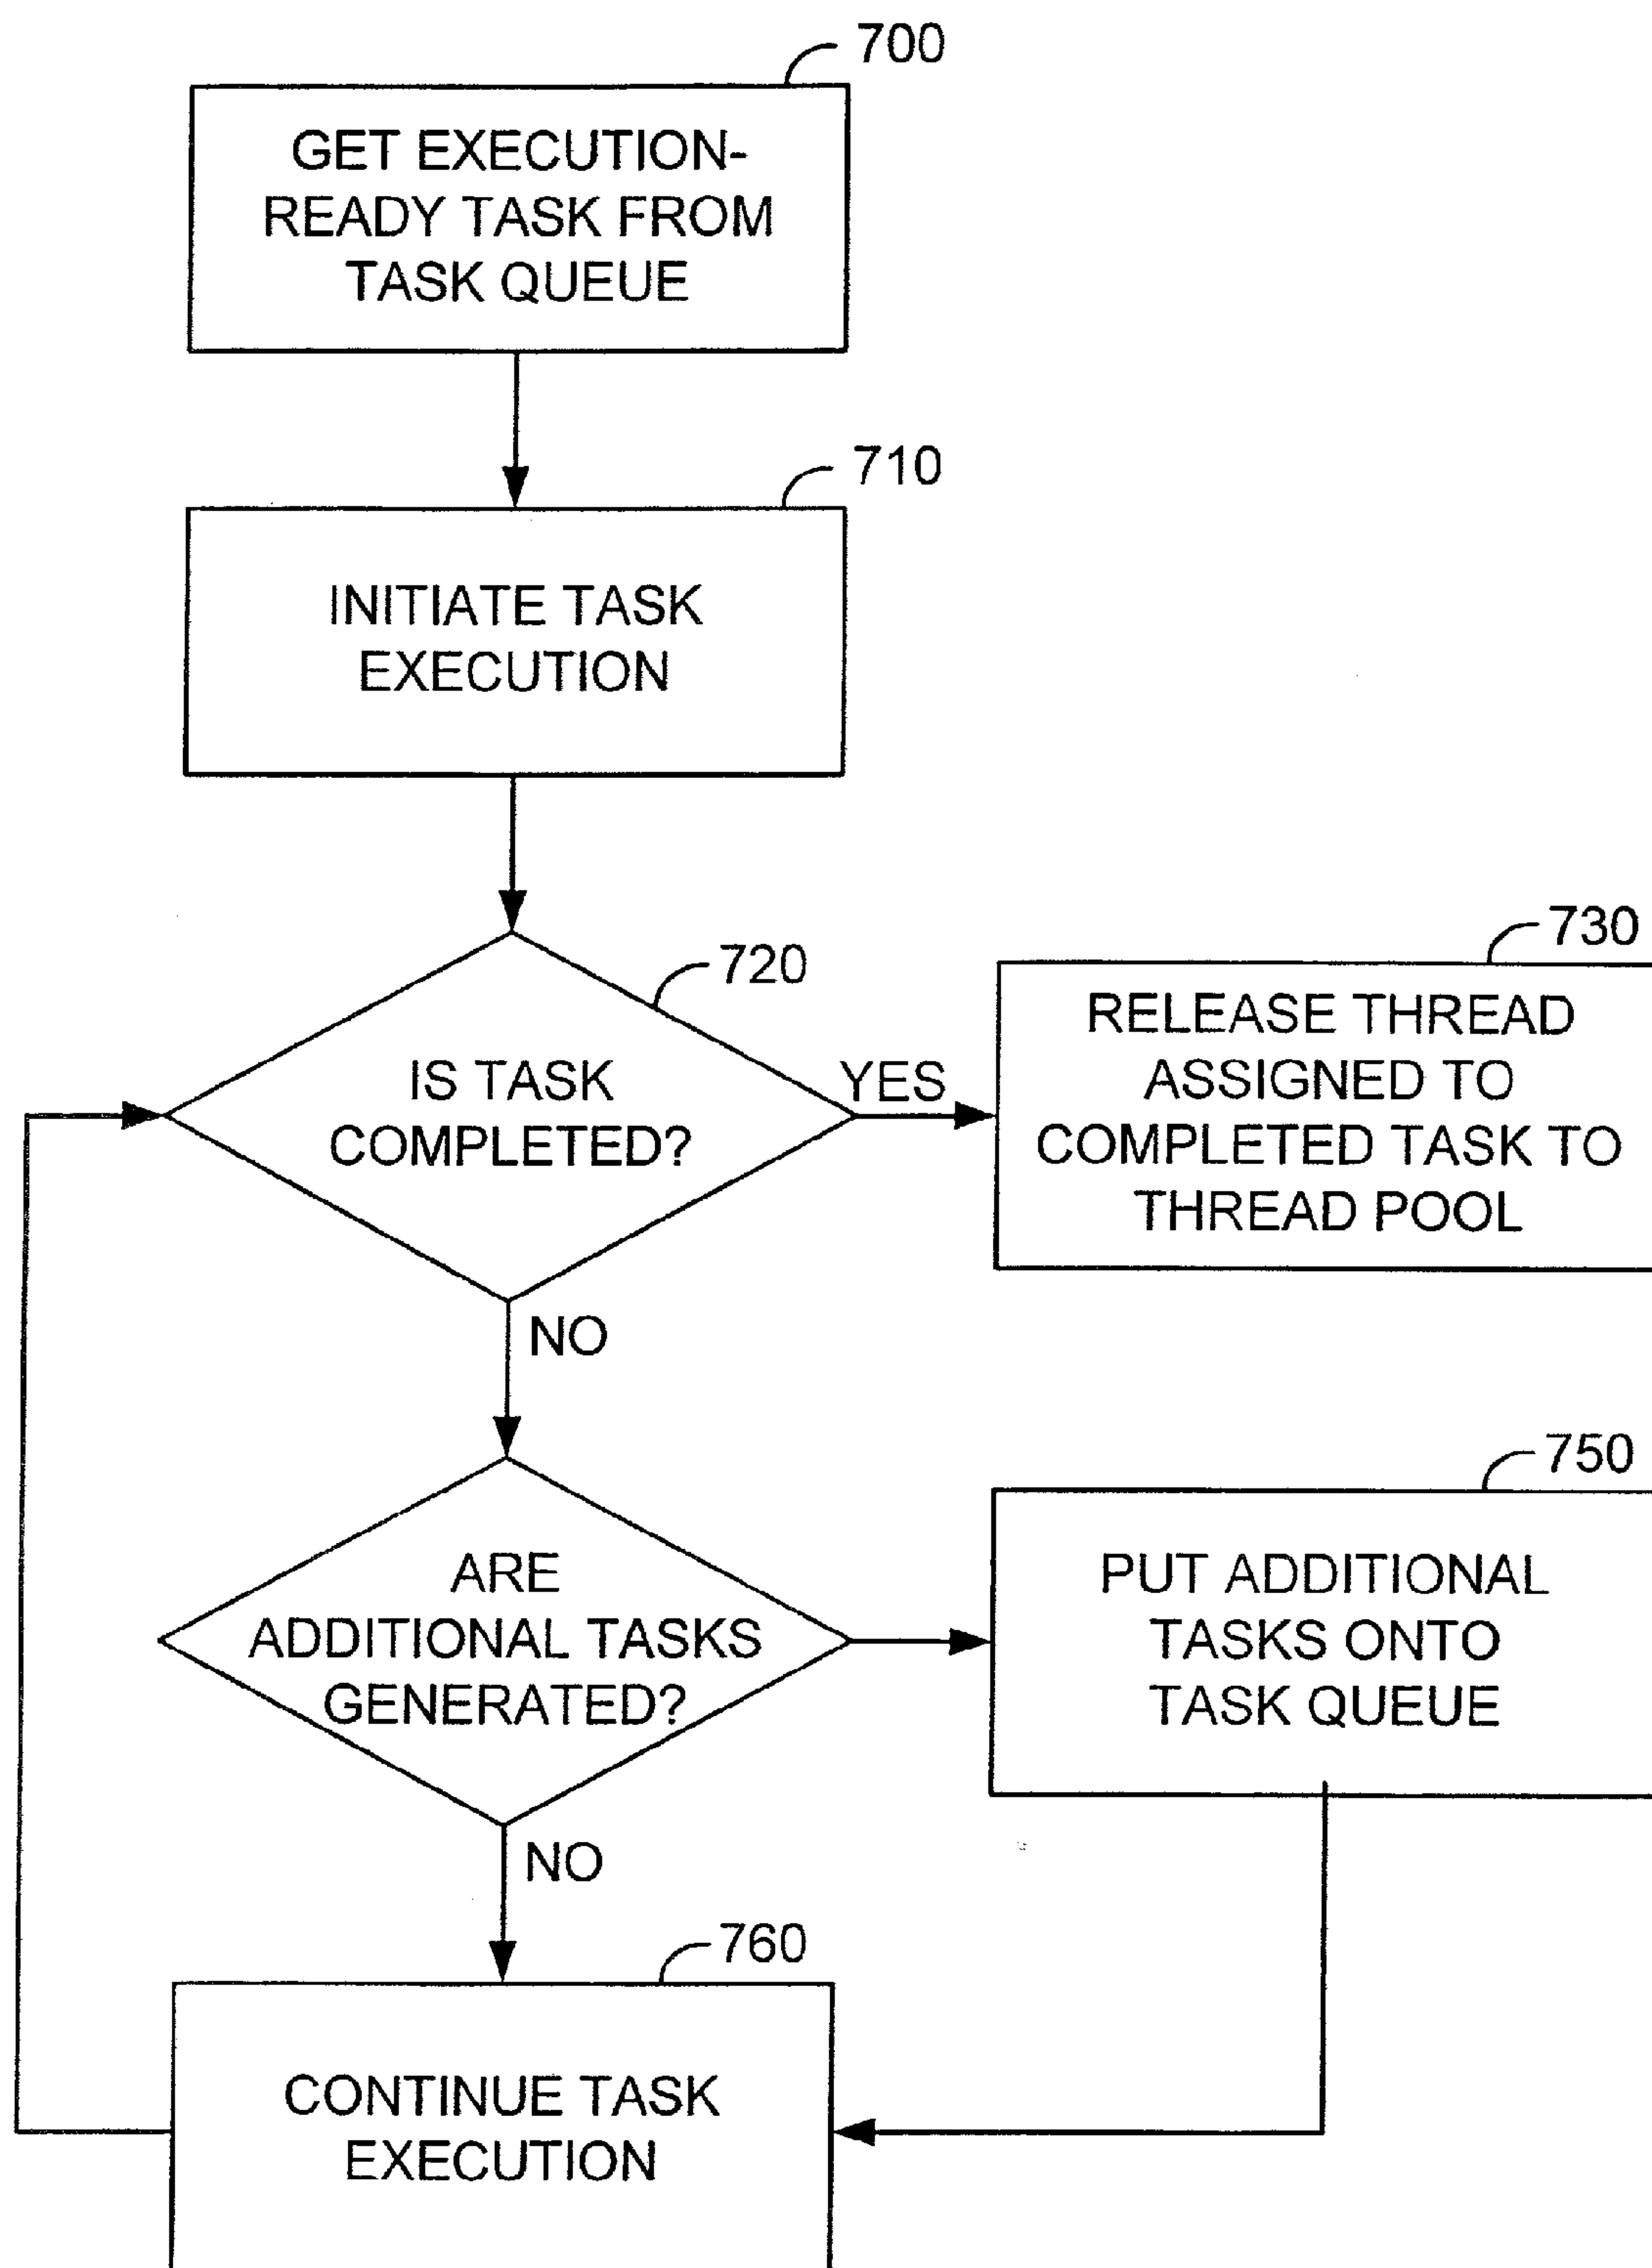 700
GET EXECUTION-
READY TASK FROM
TASK QUEUE
710
INITIATE TASK
EXECUTION
720
IS TASK
COMPLETED?
YES
730
RELEASE THREAD
ASSIGNED TO
COMPLETED TASK TO
THREAD POOL
NO
ARE
ADDITIONAL TASKS
GENERATED?
750
PUT ADDITIONAL
TASKS ONTO
TASK QUEUE
NO
760
CONTINUE TASK
EXECUTION